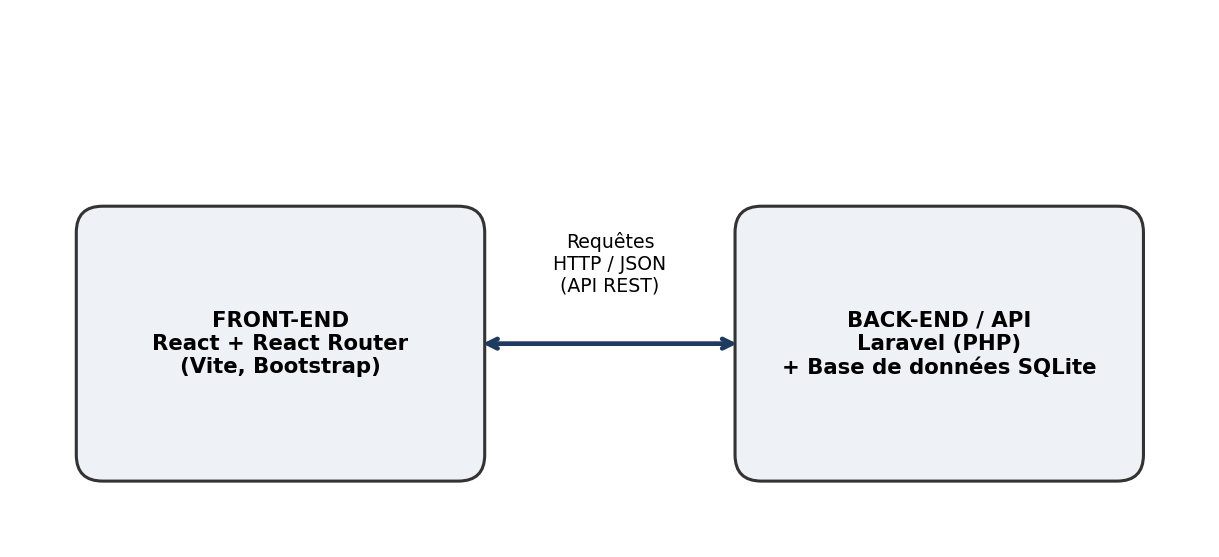 FRONT-END
React + React Router
(Vite, Bootstrap)
Requêtes
HTTP / JSON
(API REST)
BACK-END / API
Laravel (PHP)
+ Base de données SQLite